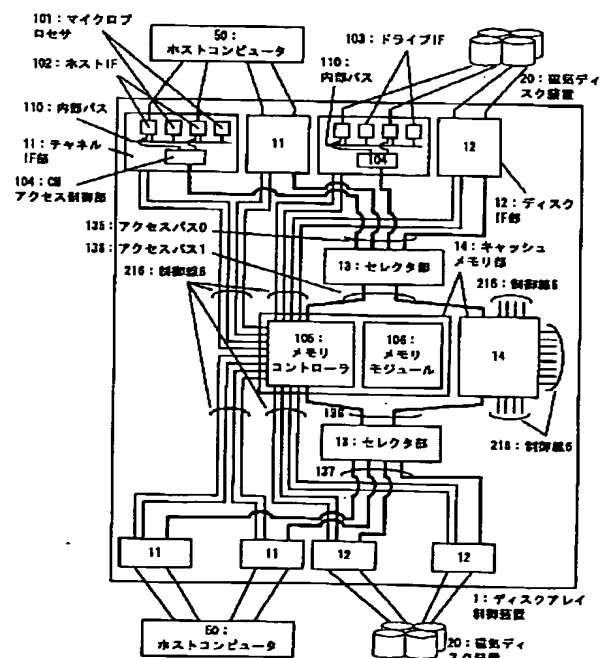 101：マイクロプ
ロセサ
102：ホストIF
110：内部バス
11：チャネル
IF部
104：CM
アクセス制御部
50：
ホストコンピュータ
103：ドライブIF
110：
内部バス
20：磁気ディ
スク装置
11
104
12
12：ディスク
IF部
135：アクセスパス0
136：アクセスパス1
216：制御線6
13：セレクタ部
14：キャッシュ
メモリ部
216：制御線6
105：
メモリ
コントローラ
106：
メモリ
モジュール
14
136
13：セレクタ部
137
216：制御線6
11
11
12
12
1：ディスクアレイ
制御装置
50：
ホストコンピュータ
20：磁気ディ
スク装置